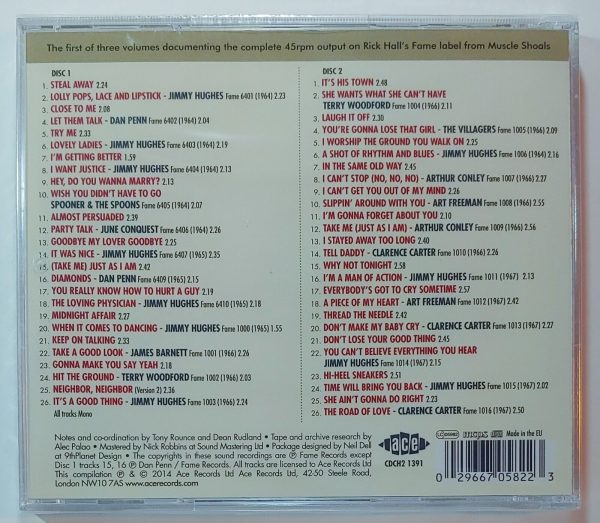 The first of three volumes documenting the complete 45rpm output on Rick Hall's Fame label from Muscle Shoals
DISC 1
1. STEAL AWAY 2.24
2. LOLLY POPS, LACE AND LIPSTICK - JIMMY HUGHES Fame 6401 (1964) 2.23
3. CLOSE TO ME 2.08
4. LET THEM TALK - DAN PENN Fame 6402 (1964) 2.04
5. TRY ME 2.33
6. LOVELY LADIES - JIMMY HUGHES Fame 6403 (1964) 2.19
7. I'M GETTING BETTER 1.59
8. I WANT JUSTICE - JIMMY HUGHES Fame 6404 (1964) 2.13
9. HEY, DO YOU WANNA MARRY? 2.13
10. WISH YOU DIDN'T HAVE TO GO
SPOONER & THE SPOONS Fame 6405 (1964) 2.07
11. ALMOST PERSUADED 2.39
12. PARTY TALK - JUNE CONQUEST Fame 6406 (1964) 2.26
13. GOODBYE MY LOVER GOODBYE 2.25
14. IT WAS NICE - JIMMY HUGHES Fame 6407 (1965) 2.35
15. (TAKE ME) JUST AS I AM 2.42
16. DIAMONDS - DAN PENN Fame 6409 (1965) 2.15
17. YOU REALLY KNOW HOW TO HURT A GUY 2.19
18. THE LOVING PHYSICIAN - JIMMY HUGHES Fame 6410 (1965) 2.18
19. MIDNIGHT AFFAIR 2.27
20. WHEN IT COMES TO DANCING - JIMMY HUGHES Fame 1000 (1965) 1.55
21. KEEP ON TALKING 2.33
22. TAKE A GOOD LOOK - JAMES BARNETT Fame 1001 (1966) 2.26
23. GONNA MAKE YOU SAY YEAH 2.18
24. HIT THE GROUND - TERRY WOODFORD Fame 1002 (1966) 2.03
25. NEIGHBOR, NEIGHBOR (Version 2) 2.36
26. IT'S A GOOD THING - JIMMY HUGHES Fame 1003 (1966) 2.24
All tracks Mono
DISC 2
1. IT'S HIS TOWN 2.48
2. SHE WANTS WHAT SHE CAN'T HAVE
TERRY WOODFORD Fame 1004 (1966) 2.11
3. LAUGH IT OFF 2.30
4. YOU'RE GONNA LOSE THAT GIRL - THE VILLAGERS Fame 1005 (1966) 2.09
5. I WORSHIP THE GROUND YOU WALK ON 2.25
6. A SHOT OF RHYTHM AND BLUES - JIMMY HUGHES Fame 1006 (1966) 2.16
7. IN THE SAME OLD WAY 2.45
8. I CAN'T STOP (NO, NO, NO) - ARTHUR CONLEY Fame 1007 (1966) 2.27
9. I CAN'T GET YOU OUT OF MY MIND 2.26
10. SLIPPIN' AROUND WITH YOU - ART FREEMAN Fame 1008 (1966) 2.55
11. I'M GONNA FORGET ABOUT YOU 2.10
12. TAKE ME (JUST AS I AM) - ARTHUR CONLEY Fame 1009 (1966) 2.56
13. I STAYED AWAY TOO LONG 2.40
14. TELL DADDY - CLARENCE CARTER Fame 1010 (1966) 2.26
15. WHY NOT TONIGHT 2.58
16. I'M A MAN OF ACTION - JIMMY HUGHES Fame 1011 (1967) 2.13
17. EVERYBODY'S GOT TO CRY SOMETIME 2.57
18. A PIECE OF MY HEART - ART FREEMAN Fame 1012 (1967) 2.42
19. THREAD THE NEEDLE 2.42
20. DON'T MAKE MY BABY CRY - CLARENCE CARTER Fame 1013 (1967) 2.27
21. DON'T LOSE YOUR GOOD THING 2.45
22. YOU CAN'T BELIEVE EVERYTHING YOU HEAR
JIMMY HUGHES Fame 1014 (1967) 2.15
23. HI-HEEL SNEAKERS 2.51
24. TIME WILL BRING YOU BACK - JIMMY HUGHES Fame 1015 (1967) 2.02
25. SHE AIN'T GONNA DO RIGHT 2.23
26. THE ROAD OF LOVE - CLARENCE CARTER Fame 1016 (1967) 2.50
Notes and co-ordination by Tony Rounce and Dean Rudland • Tape and archive research by
Alec Palao • Mastered by Nick Robbins at Sound Mastering Ltd • Package designed by Neil Dell
at 9thPlanet Design • The copyrights in these sound recordings are ℗ Fame Records except
Disc 1 tracks 15, 16 ℗ Dan Penn / Fame Records. All tracks are licensed to Ace Records Ltd
This compilation ℗ & © 2014 Ace Records Ltd Ace Records Ltd, 42-50 Steele Road,
London NW10 7AS www.acerecords.com
ace
CDCH2 1391
mcps
Made in the EU
0 29667 05822 3